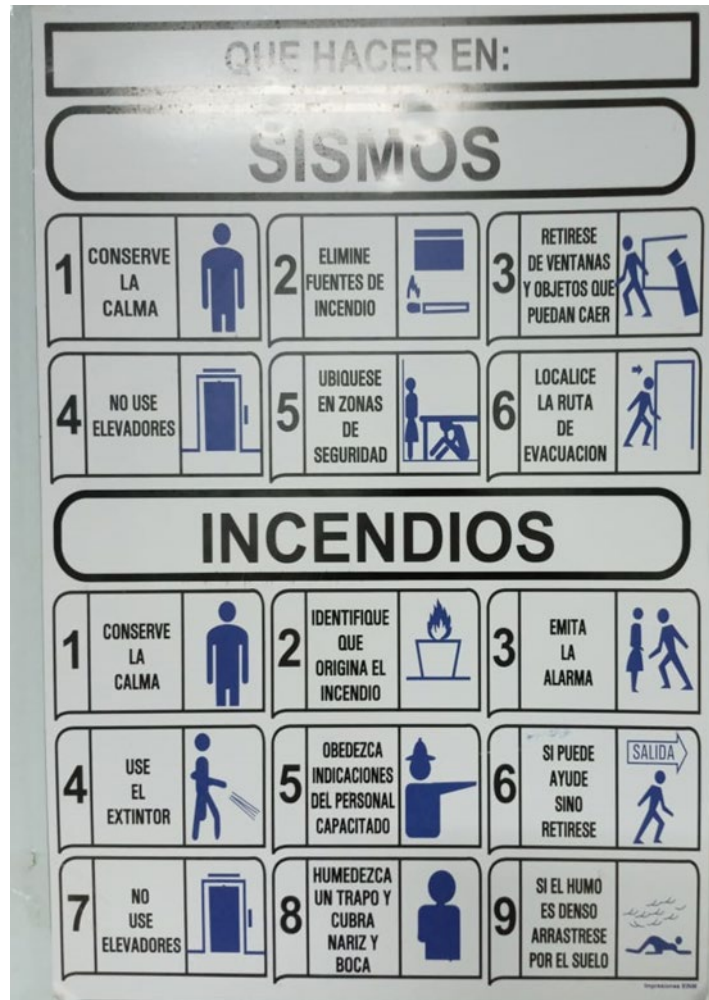 QUE HACER EN:
SISMOS
1
CONSERVE
LA
CALMA
2
ELIMINE
FUENTES DE
INCENDIO
3
RETIRESE
DE VENTANAS
Y OBJETOS QUE
PUEDAN CAER
4
NO USE
ELEVADORES
5
UBIQUESE
EN ZONAS
DE
SEGURIDAD
6
LOCALICE
LA RUTA
DE
EVACUACION
INCENDIOS
1
CONSERVE
LA
CALMA
2
IDENTIFIQUE
QUE
ORIGINA EL
INCENDIO
3
EMITA
LA
ALARMA
4
USE
EL
EXTINTOR
5
OBEDEZCA
INDICACIONES
DEL PERSONAL
CAPACITADO
6
SI PUEDE
AYUDE
SINO
RETIRESE
SALIDA
7
NO
USE
ELEVADORES
8
HUMEDEZCA
UN TRAPO Y
CUBRA
NARIZ Y
BOCA
9
SI EL HUMO
ES DENSO
ARRASTRESE
POR EL SUELO
Impresiones